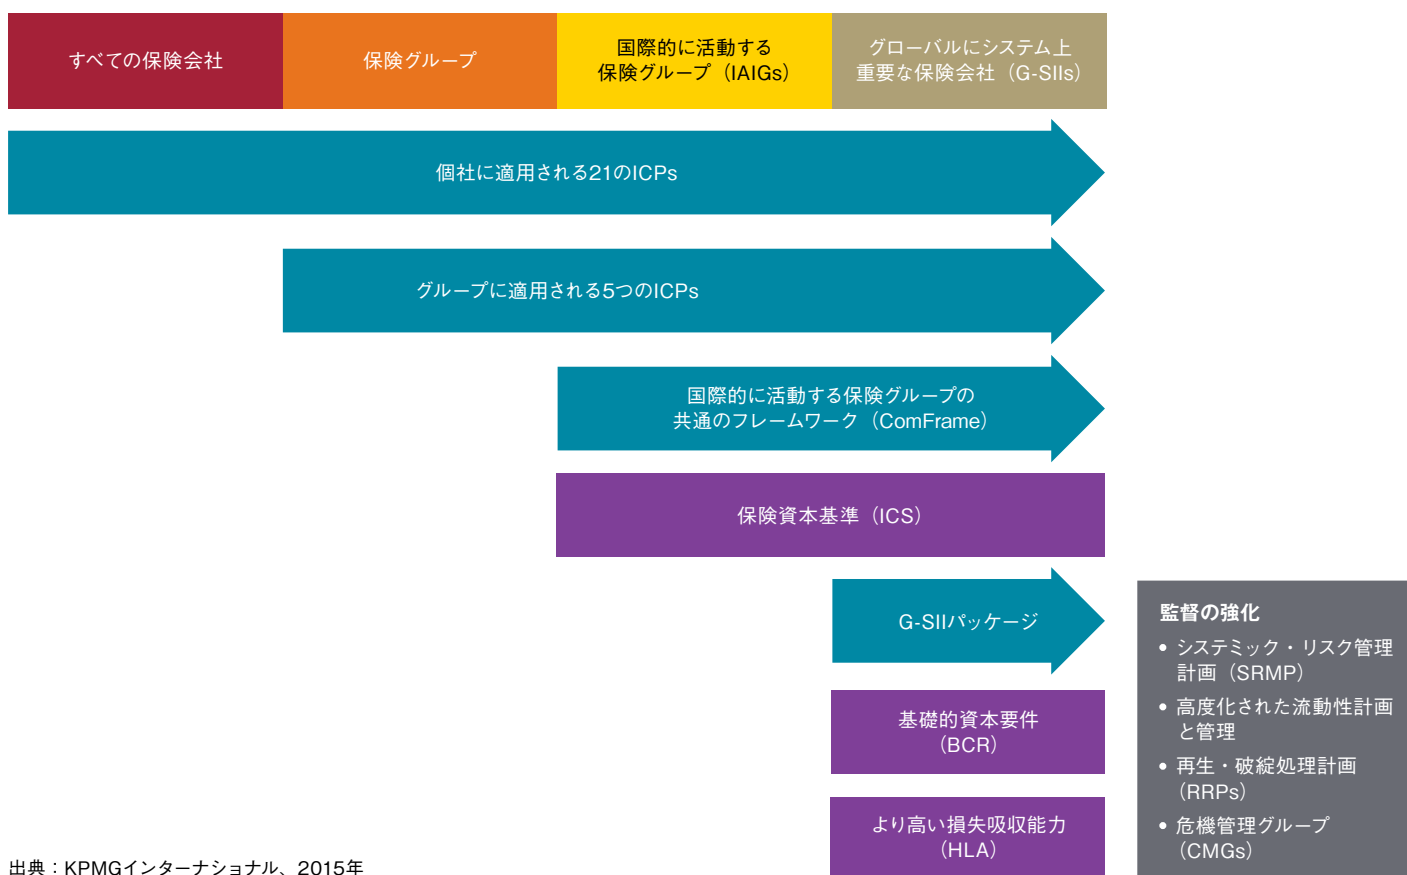 すべての保険会社
保険グループ
国際的に活動する
保険グループ（IAIGs）
グローバルにシステム上
重要な保険会社（G-SIIs）
個社に適用される21のICPs
グループに適用される5つのICPs
国際的に活動する保険グループの
共通のフレームワーク（ComFrame）
保険資本基準（ICS）
G-SIIパッケージ
基礎的資本要件
（BCR）
より高い損失吸収能力
（HLA）
監督の強化
• システミック・リスク管理
計画（SRMP）
• 高度化された流動性計画
と管理
• 再生・破綻処理計画
（RRPs）
• 危機管理グループ
（CMGs）
出典：KPMGインターナショナル、2015年